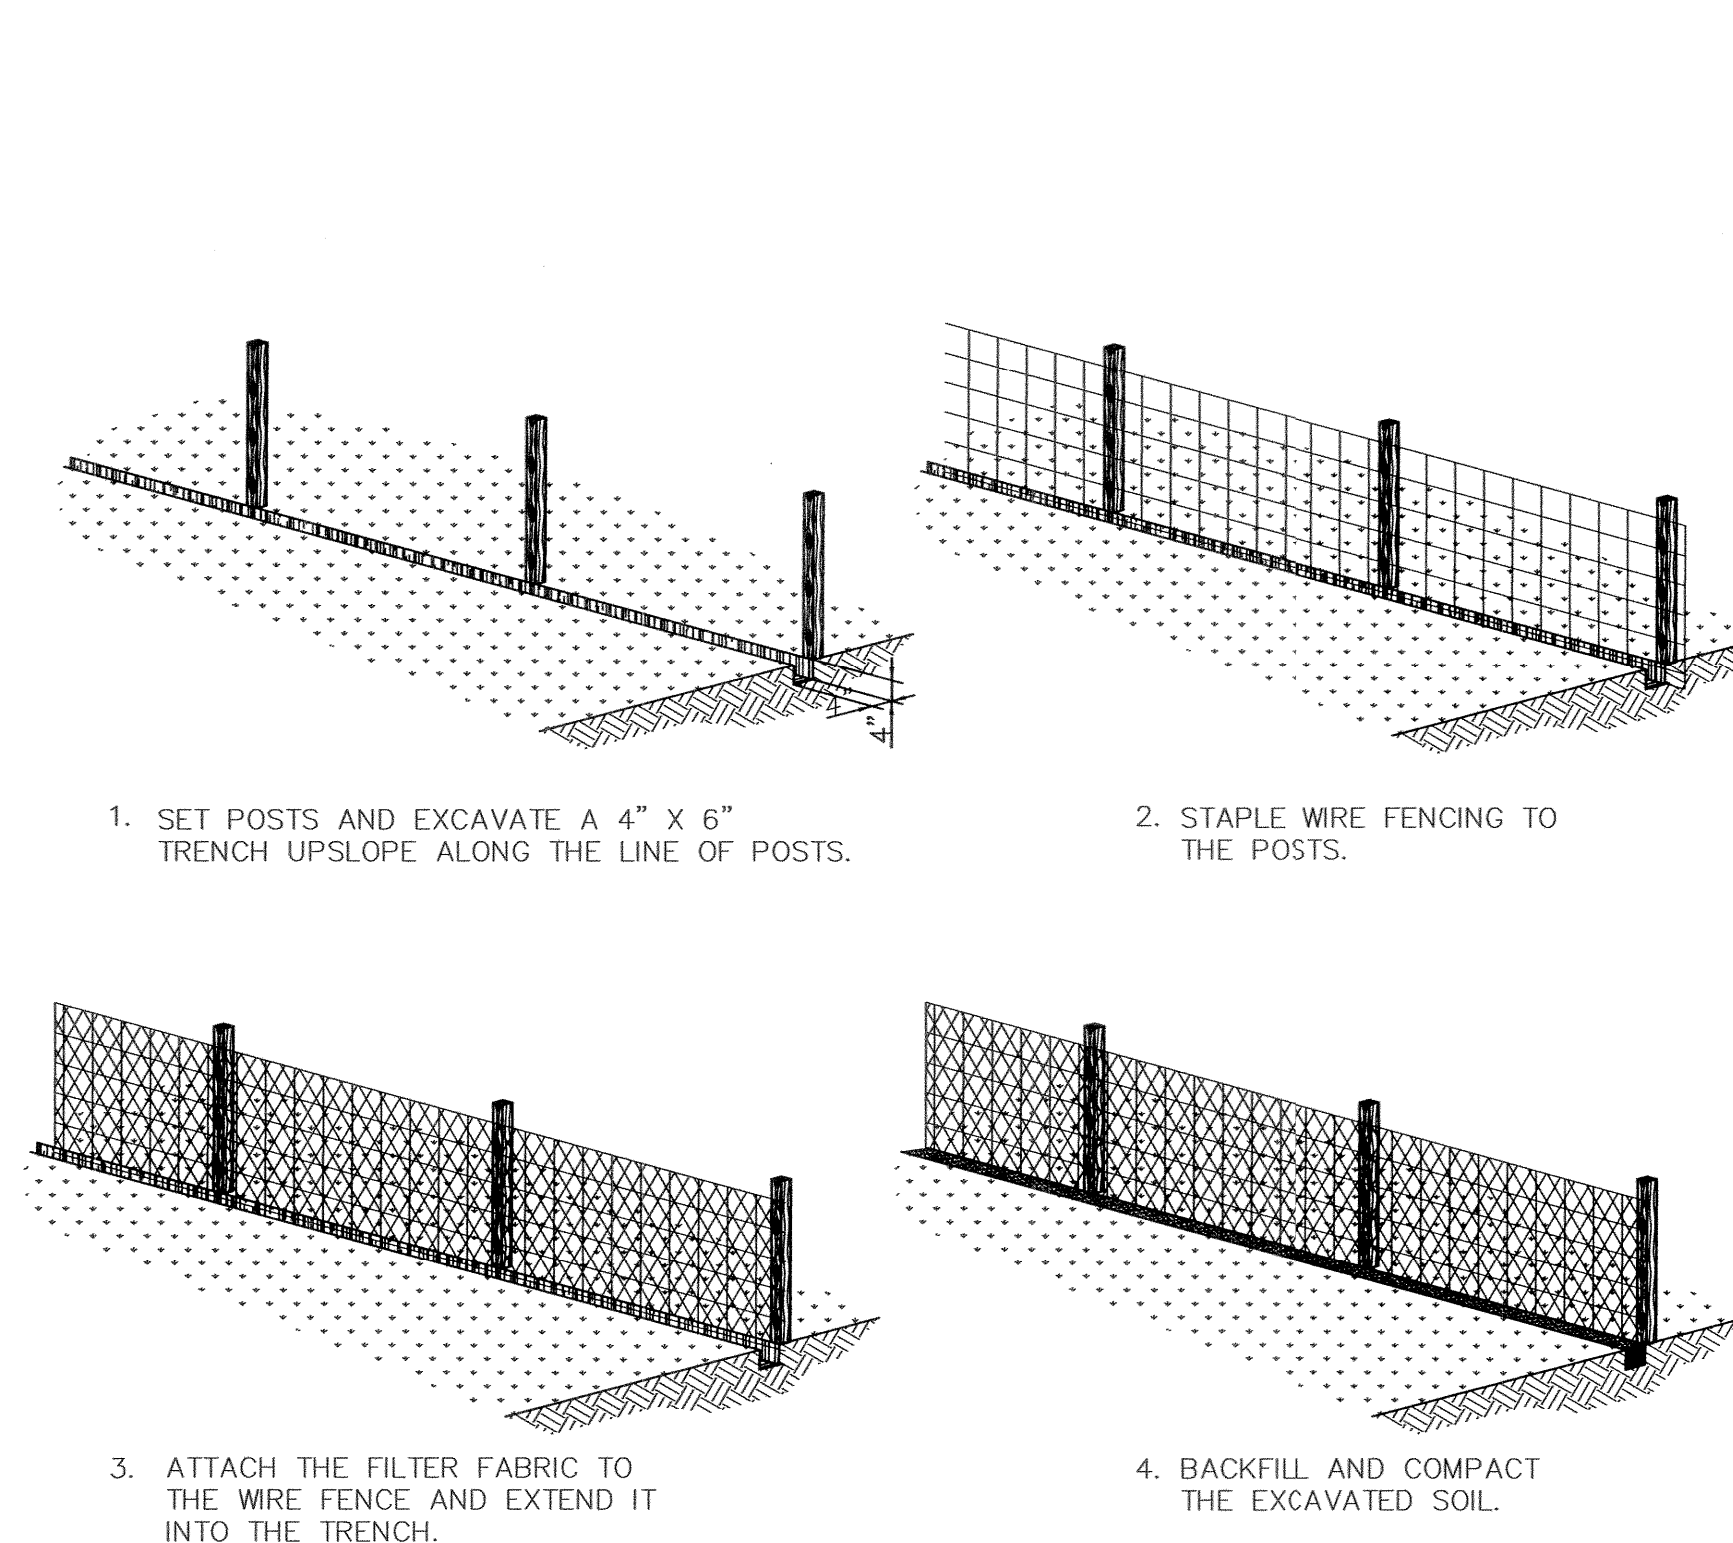 4"
4"
1. SET POSTS AND EXCAVATE A 4” X 6”
TRENCH UPSLOPE ALONG THE LINE OF POSTS.
2. STAPLE WIRE FENCING TO
THE POSTS.
3. ATTACH THE FILTER FABRIC TO
THE WIRE FENCE AND EXTEND IT
INTO THE TRENCH.
4. BACKFILL AND COMPACT
THE EXCAVATED SOIL.